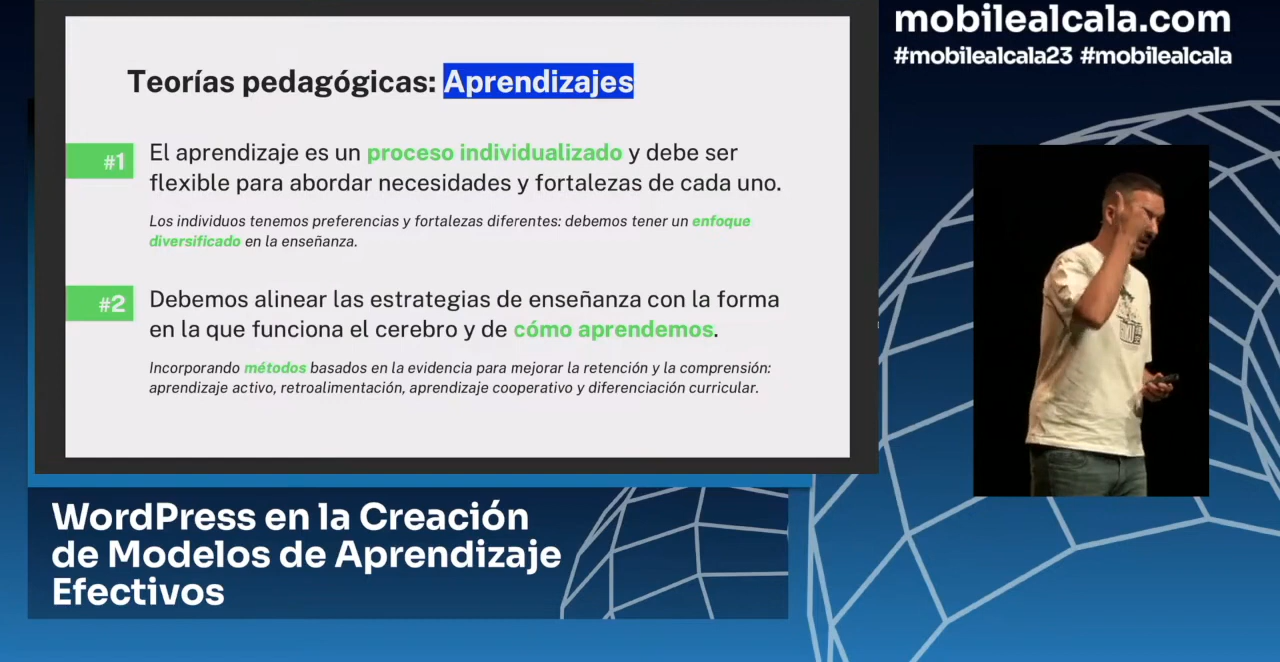 mobilealcala.com
#mobilealcala23 #mobilealcala
Teorías pedagógicas: Aprendizajes
#1
El aprendizaje es un proceso individualizado y debe ser
flexible para abordar necesidades y fortalezas de cada uno.
Los individuos tenemos preferencias y fortalezas diferentes: debemos tener un enfoque
diversificado en la enseñanza.
#2
Debemos alinear las estrategias de enseñanza con la forma
en la que funciona el cerebro y de cómo aprendemos.
Incorporando métodos basados en la evidencia para mejorar la retención y la comprensión:
aprendizaje activo, retroalimentación, aprendizaje cooperativo y diferenciación curricular.
WordPress en la Creación
de Modelos de Aprendizaje
Efectivos